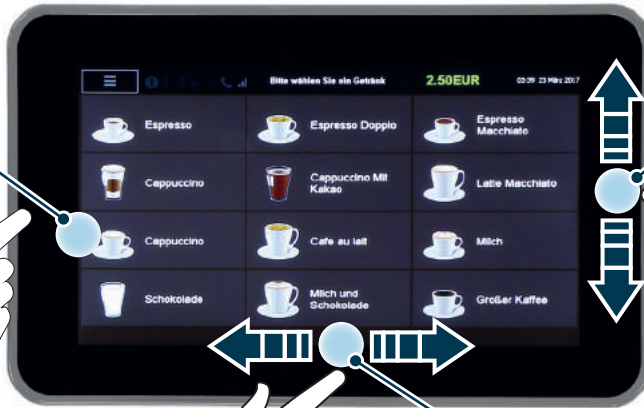 Bitte wählen Sie ein Getränk
2.50EUR
03:39 23 März 2017
Espresso
Espresso Doppio
Espresso
Macchiato
Cappuccino
Cappuccino Mit
Kakao
Latte Macchiato
Cappuccino
Cafe au lait
Milch
Schokolade
Milch und
Schokolade
Großer Kaffee